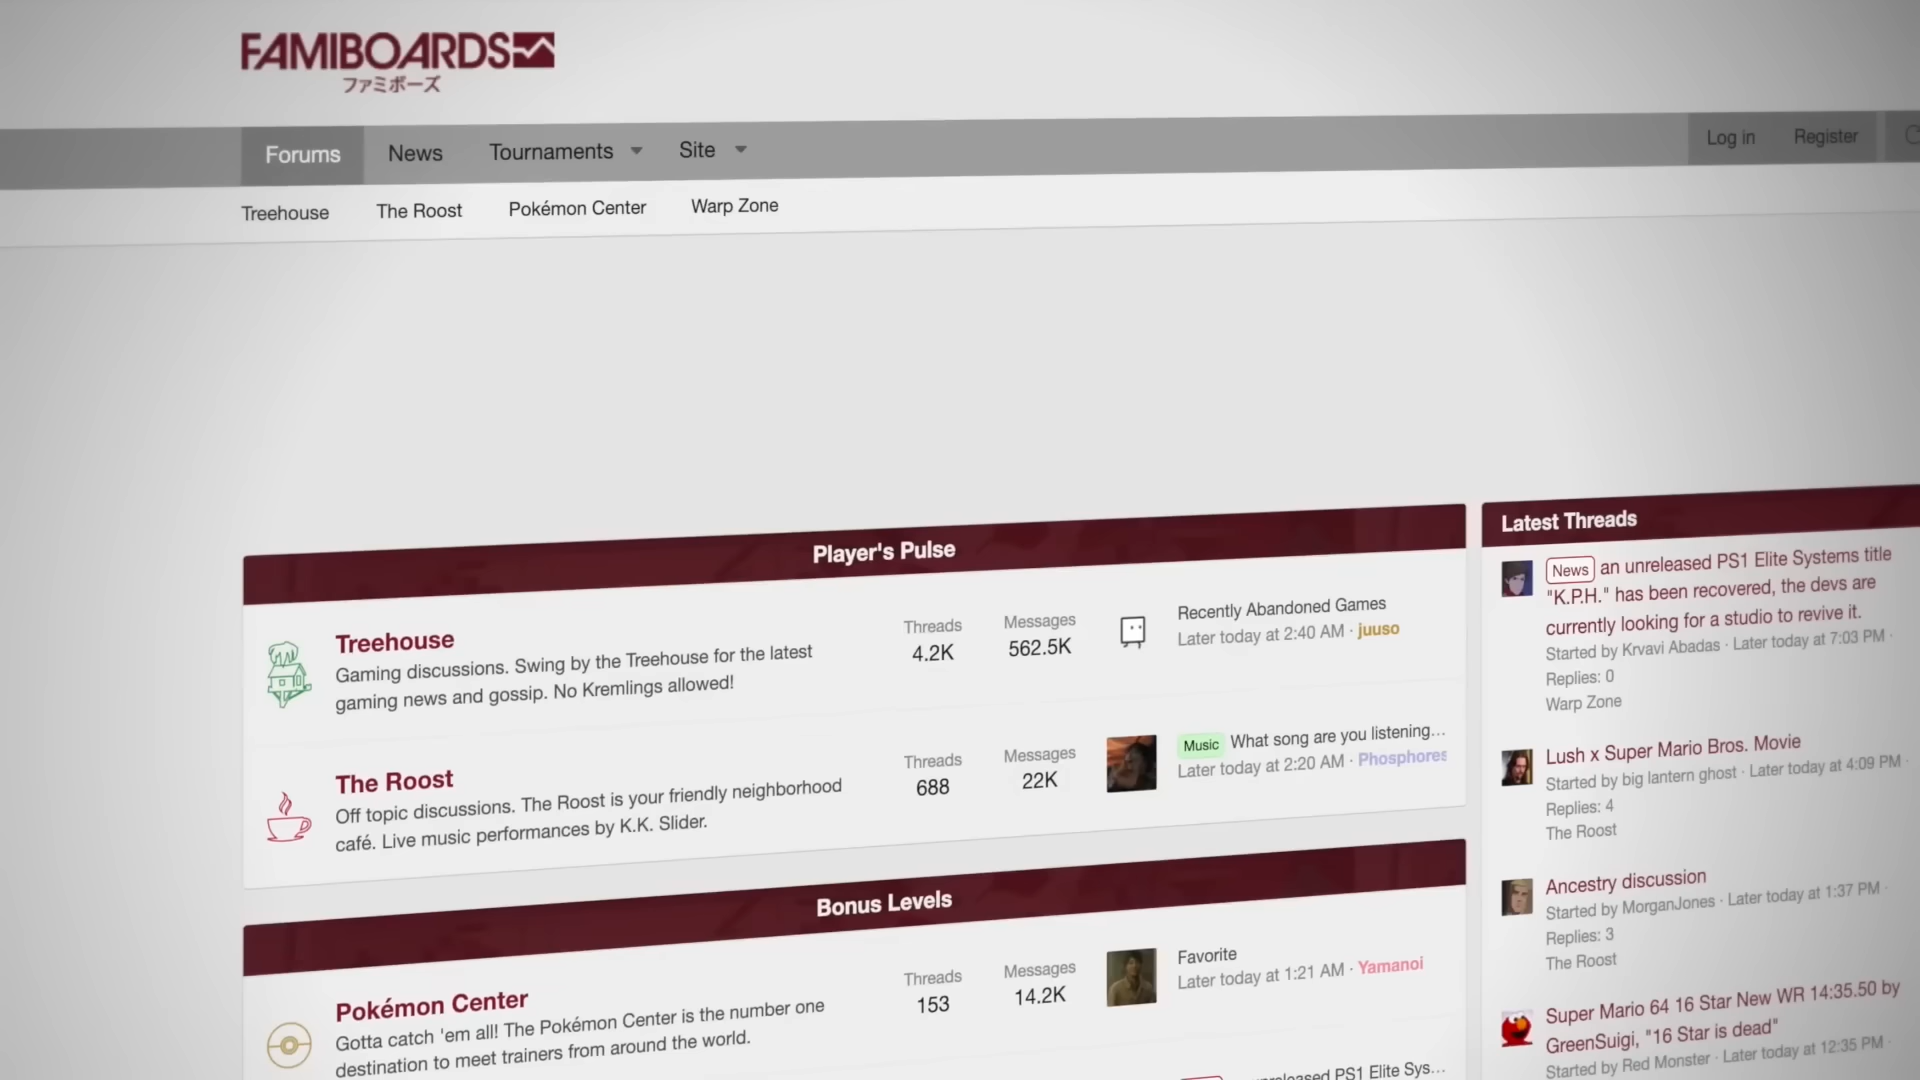 FAMIBOARDS
ファミボーズ
Forums
News
Tournaments
Site
Log in
Register
Treehouse
The Roost
Pokémon Center
Warp Zone
Player's Pulse
Treehouse
Gaming discussions. Swing by the Treehouse for the latest
gaming news and gossip. No Kremlings allowed!
Threads
4.2K
Messages
562.5K
Recently Abandoned Games
Later today at 2:40 AM · juuso
The Roost
Off topic discussions. The Roost is your friendly neighborhood
café. Live music performances by K.K. Slider.
Threads
688
Messages
22K
Music What song are you listening...
Later today at 2:20 AM · Phosphores
Bonus Levels
Pokémon Center
Gotta catch 'em all! The Pokémon Center is the number one
destination to meet trainers from around the world.
Threads
153
Messages
14.2K
Favorite
Later today at 1:21 AM · Yamanoi
PS1 Elite Sys...
Latest Threads
News an unreleased PS1 Elite Systems title
"K.P.H." has been recovered, the devs are
currently looking for a studio to revive it.
Started by Krvavi Abadas · Later today at 7:03 PM ·
Replies: 0
Warp Zone
Lush x Super Mario Bros. Movie
Started by big lantern ghost · Later today at 4:09 PM ·
Replies: 4
The Roost
Ancestry discussion
Started by MorganJones · Later today at 1:37 PM ·
Replies: 3
The Roost
Super Mario 64 16 Star New WR 14:35.50 by
GreenSuigi, "16 Star is dead"
Started by Red Monster · Later today at 12:35 PM ·